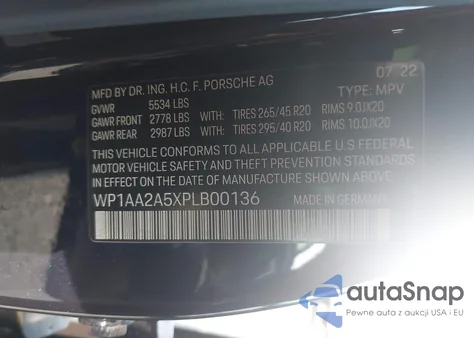 MFD BY DR. ING. H.C. F. PORSCHE AG 07 22
GVWR 5534 LBS TYPE: MPV
GAWR FRONT 2778 LBS WITH: TIRES 265/45 R20 RIMS 9.0JX20
GAWR REAR 2987 LBS WITH: TIRES 295/40 R20 RIMS 10.0JX20
THIS VEHICLE CONFORMS TO ALL APPLICABLE U.S FEDERAL
MOTOR VEHICLE SAFETY AND THEFT PREVENTION STANDARDS
IN EFFECT ON THE DATE OF MANUFACTURE SHOWN ABOVE.
WP1AA2A5XPLB00136 MADE IN GERMANY
autoSnap
Pewne auta z aukcji USA i EU